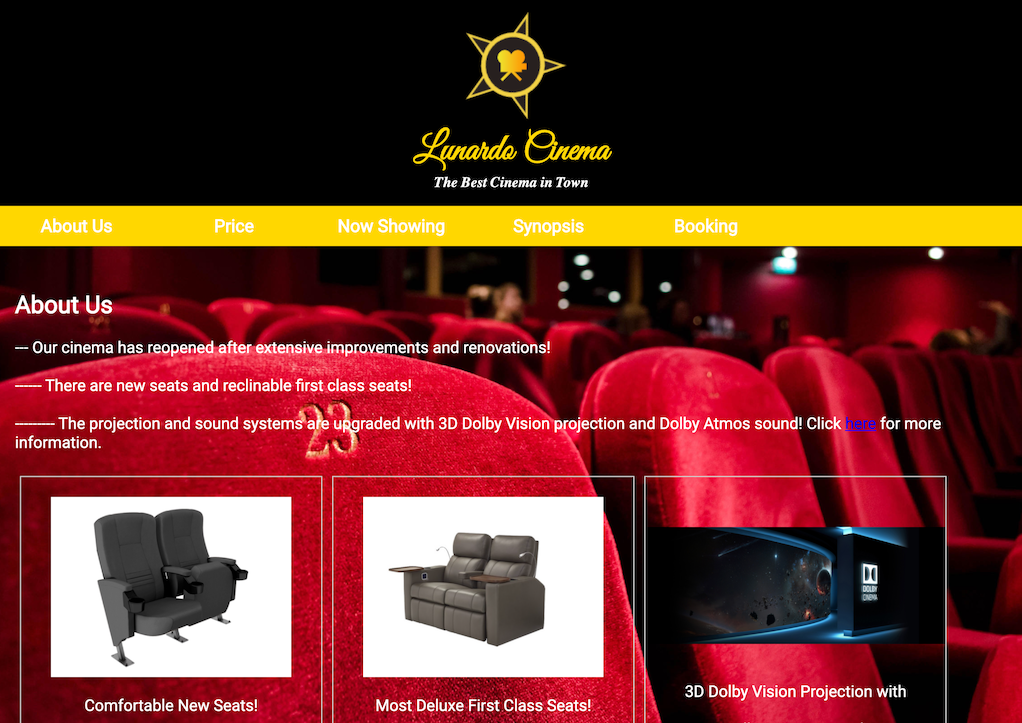 Lunardo Cinema
The Best Cinema in Town
About Us
Price
Now Showing
Synopsis
Booking
About Us
--- Our cinema has reopened after extensive improvements and renovations!
------ There are new seats and reclinable first class seats!
--------- The projection and sound systems are upgraded with 3D Dolby Vision projection and Dolby Atmos sound! Click here for more
information.
23
DOLBY
CINEMA
Comfortable New Seats!
Most Deluxe First Class Seats!
3D Dolby Vision Projection with